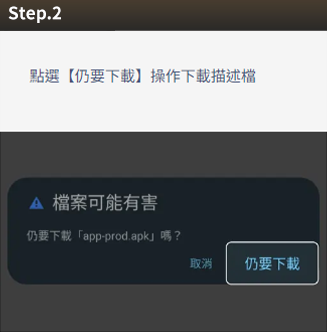 Step.2
點選【仍要下載】操作下載描述檔
檔案可能有害
仍要下載「app-prod.apk」嗎？
取消
仍要下載